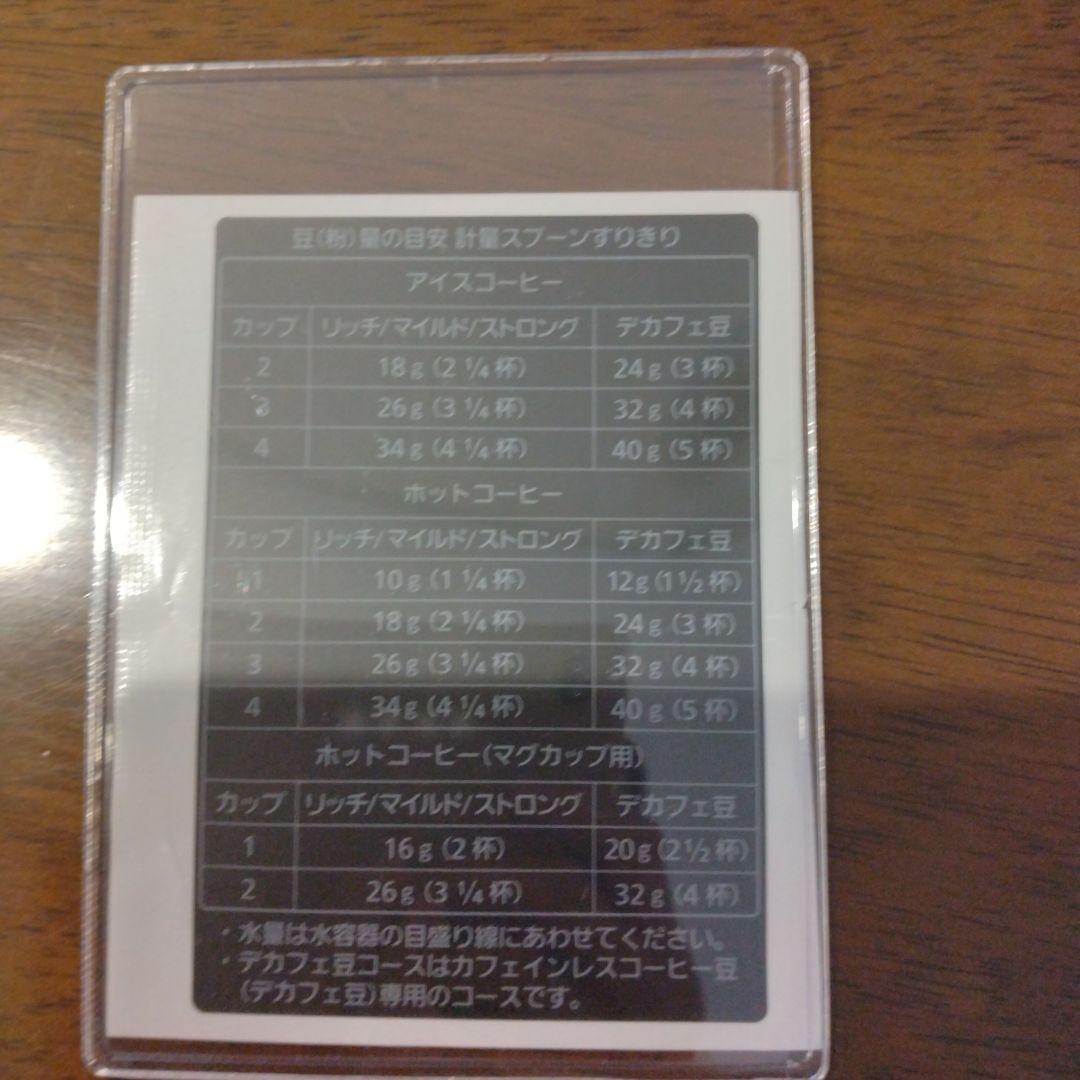 豆(粉)量の目安 計量スプーンすりきり
アイスコーヒー
カップ リッチ/マイルド/ストロング デカフェ豆
2 18g(2 1/4杯) 24g(3杯)
3 26g(3 1/4杯) 32g(4杯)
4 34g(4 1/4杯) 40g(5杯)
ホットコーヒー
カップ リッチ/マイルド/ストロング デカフェ豆
1 10g(1 1/4杯) 12g(1 1/2杯)
2 18g(2 1/4杯) 24g(3杯)
3 26g(3 1/4杯) 32g(4杯)
4 34g(4 1/4杯) 40g(5杯)
ホットコーヒー(マグカップ用)
カップ リッチ/マイルド/ストロング デカフェ豆
1 16g(2杯) 20g(2 1/2杯)
2 26g(3 1/4杯) 32g(4杯)
・水量は水容器の目盛り線にあわせてください。
・デカフェ豆コースはカフェインレスコーヒー豆
(デカフェ豆)専用のコースです。